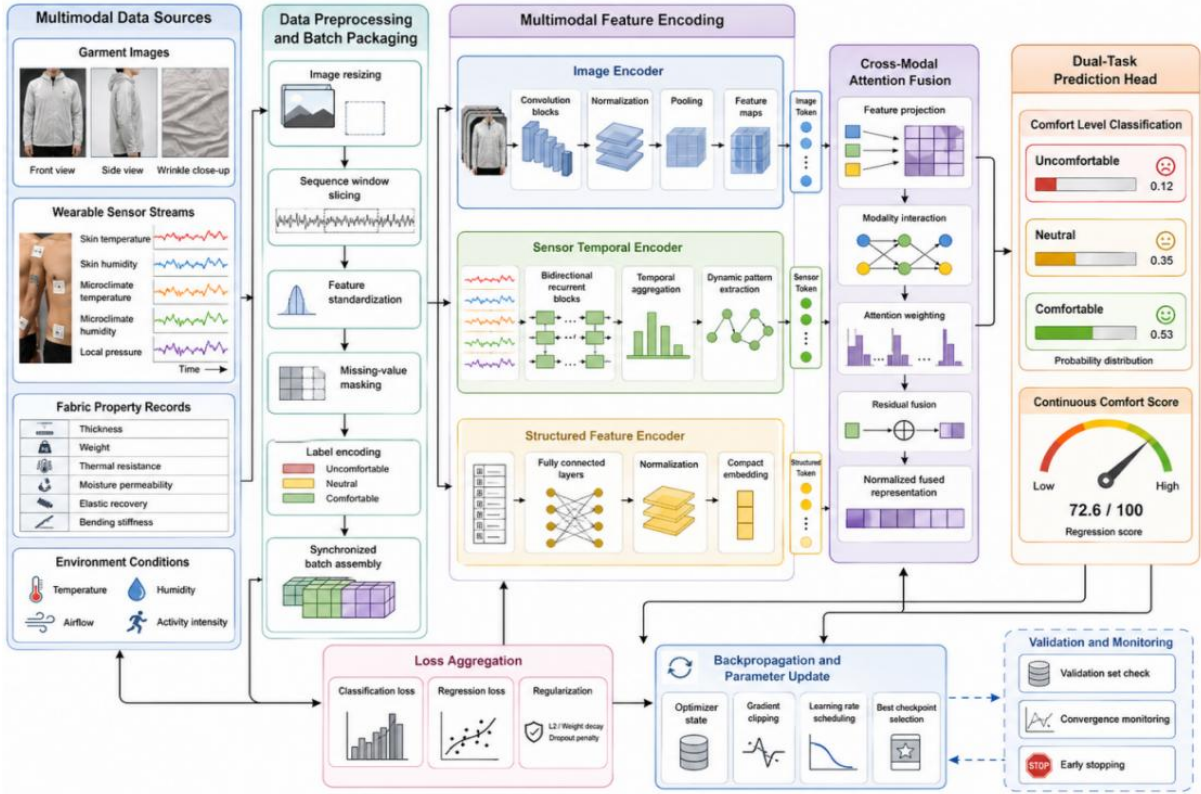 Multimodal Data Sources
Garment Images
Front view
Side view
Wrinkle close-up
Wearable Sensor Streams
Skin temperature
Skin humidity
Microclimate
temperature
Microclimate
humidity
Local pressure
Time
Fabric Property Records
Thickness
Weight
Thermal resistance
Moisture permeability
Elastic recovery
Bending stiffness
Environment Conditions
Temperature
Humidity
Airflow
Activity intensity
Data Preprocessing
and Batch Packaging
Image resizing
Sequence window
slicing
Feature
standardization
Missing-value
masking
Label encoding
Uncomfortable
Neutral
Comfortable
Synchronized
batch assembly
Multimodal Feature Encoding
Image Encoder
Convolution
blocks
Normalization
Pooling
Feature
maps
Image
Token
Sensor Temporal Encoder
Bidirectional
recurrent
blocks
Temporal
aggregation
Dynamic pattern
extraction
Sensor
Token
Structured Feature Encoder
Fully connected
layers
Normalization
Compact
embedding
Structured
Token
Cross-Modal
Attention Fusion
Feature projection
Modality interaction
Attention weighting
Residual fusion
Normalized fused
representation
Dual-Task
Prediction Head
Comfort Level Classification
Uncomfortable
0.12
Neutral
0.35
Comfortable
0.53
Probability distribution
Continuous Comfort Score
Low
High
72.6 / 100
Regression score
Loss Aggregation
Classification loss
Regression loss
Regularization
L2 / Weight decay
Dropout penalty
Backpropagation and
Parameter Update
Optimizer
state
Gradient
clipping
Learning rate
scheduling
Best checkpoint
selection
Validation and Monitoring
Validation set check
Convergence monitoring
STOP
Early stopping